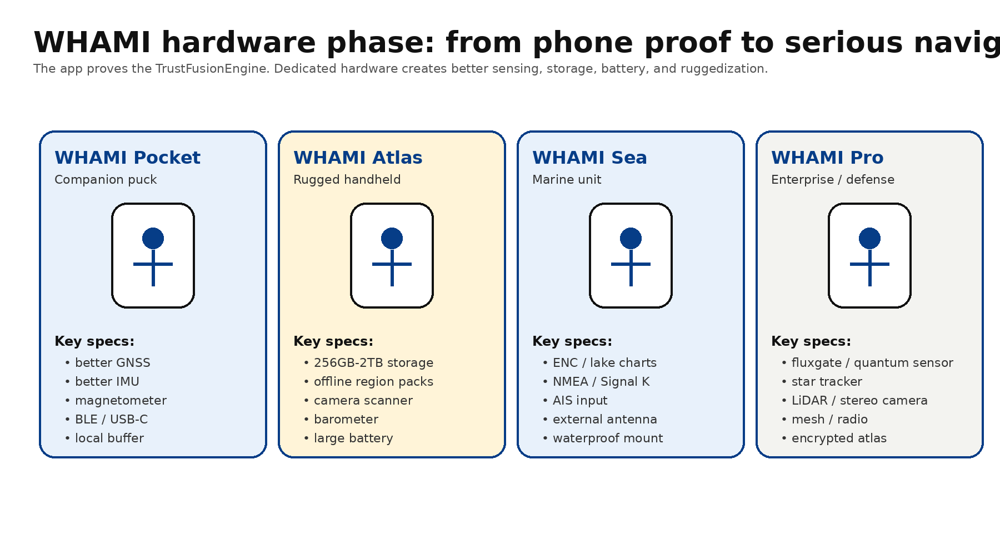 WHAMI hardware phase: from phone proof to serious navig
The app proves the TrustFusionEngine. Dedicated hardware creates better sensing, storage, battery, and ruggedization.
WHAMI Pocket
Companion puck
Key specs:
• better GNSS
• better IMU
• magnetometer
• BLE / USB-C
• local buffer
WHAMI Atlas
Rugged handheld
Key specs:
• 256GB-2TB storage
• offline region packs
• camera scanner
• barometer
• large battery
WHAMI Sea
Marine unit
Key specs:
• ENC / lake charts
• NMEA / Signal K
• AIS input
• external antenna
• waterproof mount
WHAMI Pro
Enterprise / defense
Key specs:
• fluxgate / quantum sensor
• star tracker
• LiDAR / stereo camera
• mesh / radio
• encrypted atlas